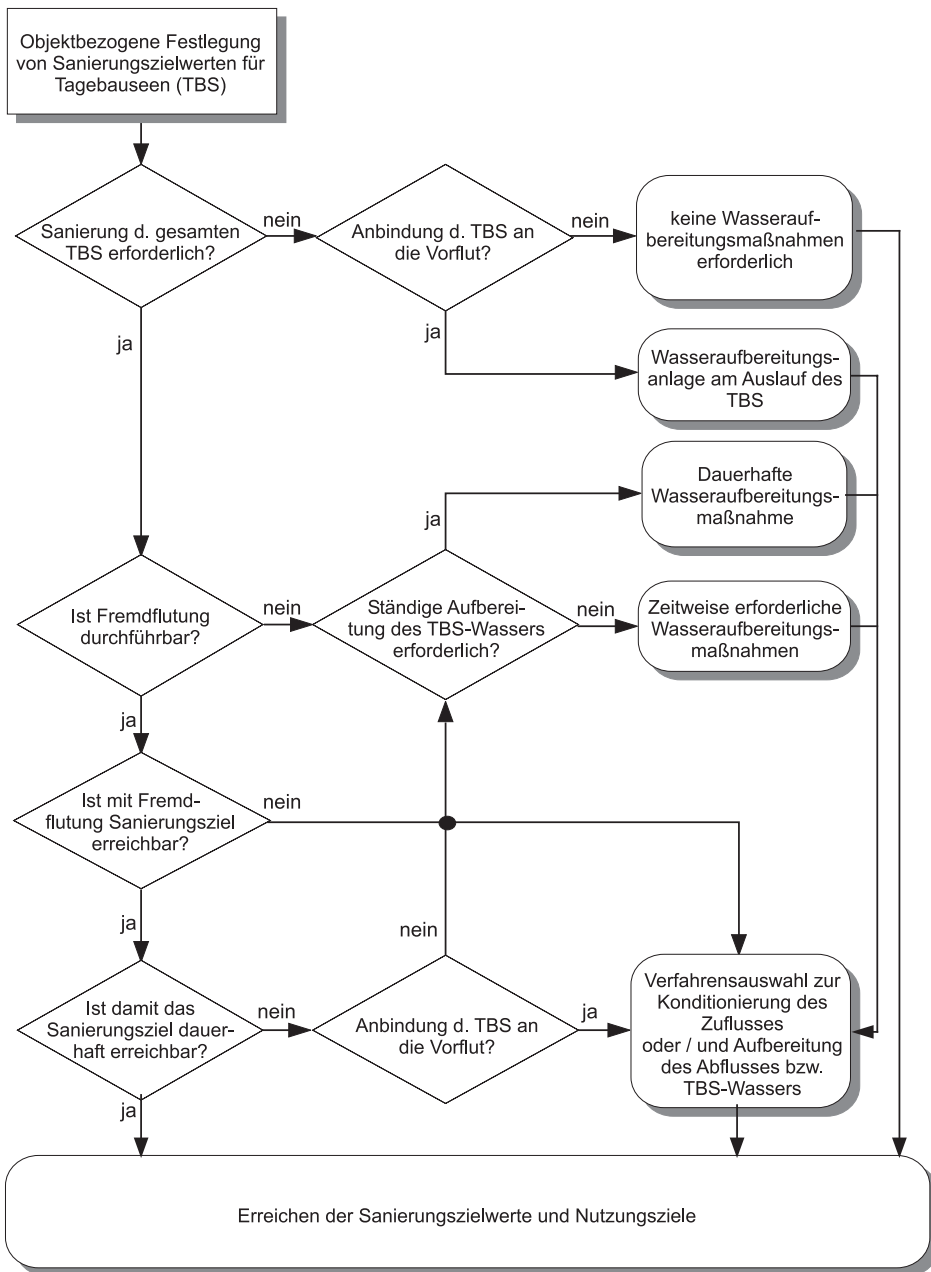 Objektbezogene Festlegung
von Sanierungszielwerten für
Tagebauseen (TBS)
Sanierung d. gesamten
TBS erforderlich?
nein
Anbindung d. TBS an
die Vorflut?
nein
keine Wasserauf-
bereitungsmaßnahmen
erforderlich
ja
ja
Wasseraufbereitungs-
anlage am Auslauf des
TBS
Dauerhafte
Wasseraufbereitungs-
maßnahme
ja
Ist Fremdflutung
durchführbar?
nein
Ständige Aufberei-
tung des TBS-Wassers
erforderlich?
nein
Zeitweise erforderliche
Wasseraufbereitungs-
maßnahmen
ja
Ist mit Fremd-
flutung Sanierungsziel
erreichbar?
nein
ja
nein
Ist damit das
Sanierungsziel dauer-
haft erreichbar?
nein
Anbindung d. TBS an
die Vorflut?
ja
Verfahrensauswahl zur
Konditionierung des
Zuflusses
oder / und Aufbereitung
des Abflusses bzw.
TBS-Wassers
ja
Erreichen der Sanierungszielwerte und Nutzungsziele